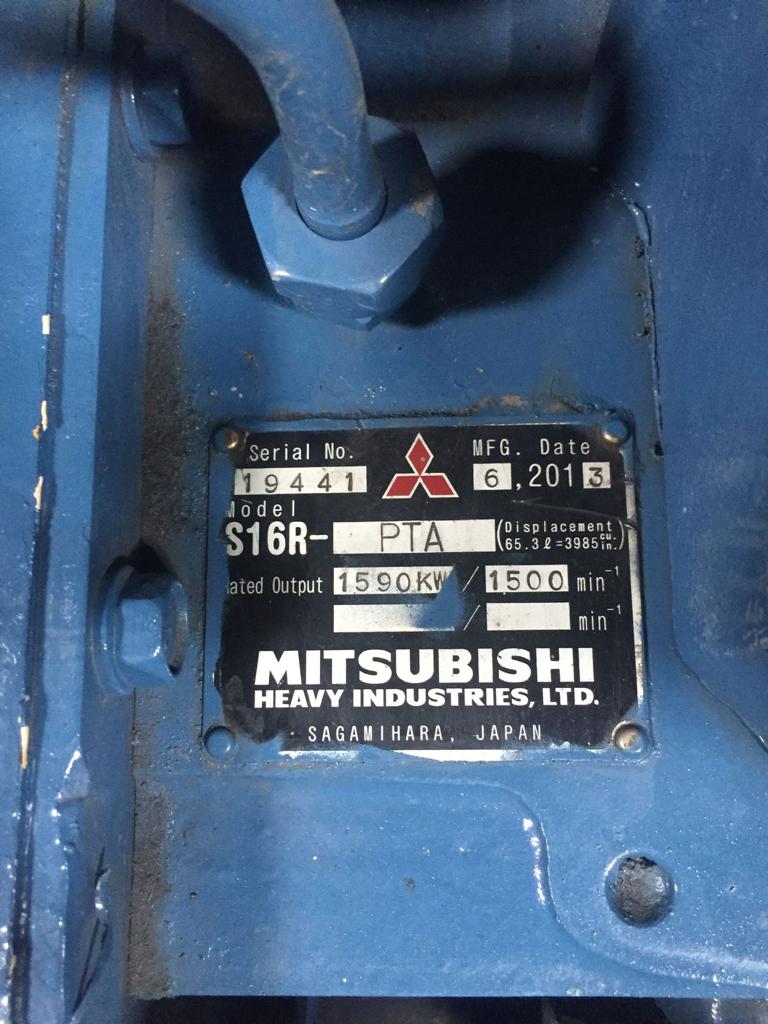 Serial No.
19441
MFG. Date
6, 2013
Model
S16R- PTA (Displacement
65.3ℓ=3985cu.in.)
Rated Output 1590KW / 1500 min⁻¹
/ min⁻¹
MITSUBISHI
HEAVY INDUSTRIES, LTD.
SAGAMIHARA, JAPAN